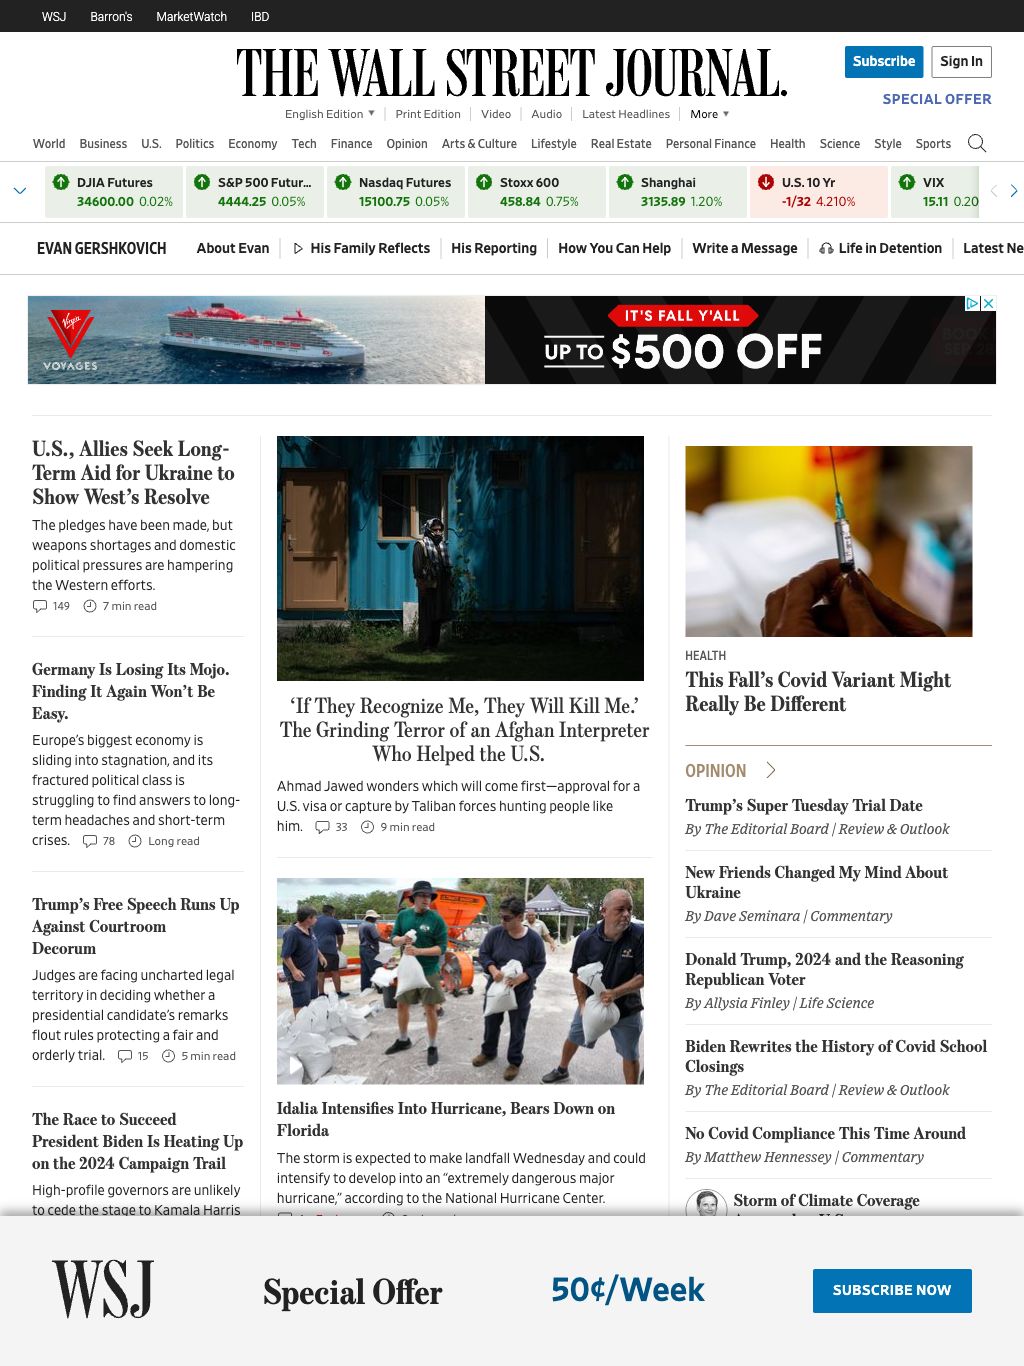 WSJ Barron's MarketWatch IBD
THE WALL STREET JOURNAL.
Subscribe Sign In
SPECIAL OFFER
English Edition Print Edition Video Audio Latest Headlines More
World Business U.S. Politics Economy Tech Finance Opinion Arts & Culture Lifestyle Real Estate Personal Finance Health Science Style Sports
DJIA Futures
34600.00 0.02%
S&P 500 Futur...
4444.25 0.05%
Nasdaq Futures
15100.75 0.05%
Stoxx 600
458.84 0.75%
Shanghai
3135.89 1.20%
U.S. 10 Yr
-1/32 4.210%
VIX
15.11 0.20
EVAN GERSHKOVICH About Evan His Family Reflects His Reporting How You Can Help Write a Message Life in Detention Latest Ne
Virgin
VOYAGES
IT'S FALL Y'ALL
UP TO $500 OFF
BOOK
U.S., Allies Seek Long-
Term Aid for Ukraine to
Show West's Resolve
The pledges have been made, but
weapons shortages and domestic
political pressures are hampering
the Western efforts.
149 7 min read
Germany Is Losing Its Mojo.
Finding It Again Won't Be
Easy.
Europe's biggest economy is
sliding into stagnation, and its
fractured political class is
struggling to find answers to long-
term headaches and short-term
crises. 78 Long read
Trump's Free Speech Runs Up
Against Courtroom
Decorum
Judges are facing uncharted legal
territory in deciding whether a
presidential candidate's remarks
flout rules protecting a fair and
orderly trial. 15 5 min read
The Race to Succeed
President Biden Is Heating Up
on the 2024 Campaign Trail
High-profile governors are unlikely
to cede the stage to Kamala Harris
'If They Recognize Me, They Will Kill Me.'
The Grinding Terror of an Afghan Interpreter
Who Helped the U.S.
Ahmad Jawed wonders which will come first—approval for a
U.S. visa or capture by Taliban forces hunting people like
him. 33 9 min read
Idalia Intensifies Into Hurricane, Bears Down on
Florida
The storm is expected to make landfall Wednesday and could
intensify to develop into an "extremely dangerous major
hurricane," according to the National Hurricane Center.
HEALTH
This Fall's Covid Variant Might
Really Be Different
OPINION
Trump's Super Tuesday Trial Date
By The Editorial Board | Review & Outlook
New Friends Changed My Mind About
Ukraine
By Dave Seminara | Commentary
Donald Trump, 2024 and the Reasoning
Republican Voter
By Allysia Finley | Life Science
Biden Rewrites the History of Covid School
Closings
By The Editorial Board | Review & Outlook
No Covid Compliance This Time Around
By Matthew Hennessey | Commentary
Storm of Climate Coverage
WSJ Special Offer 50¢/Week SUBSCRIBE NOW